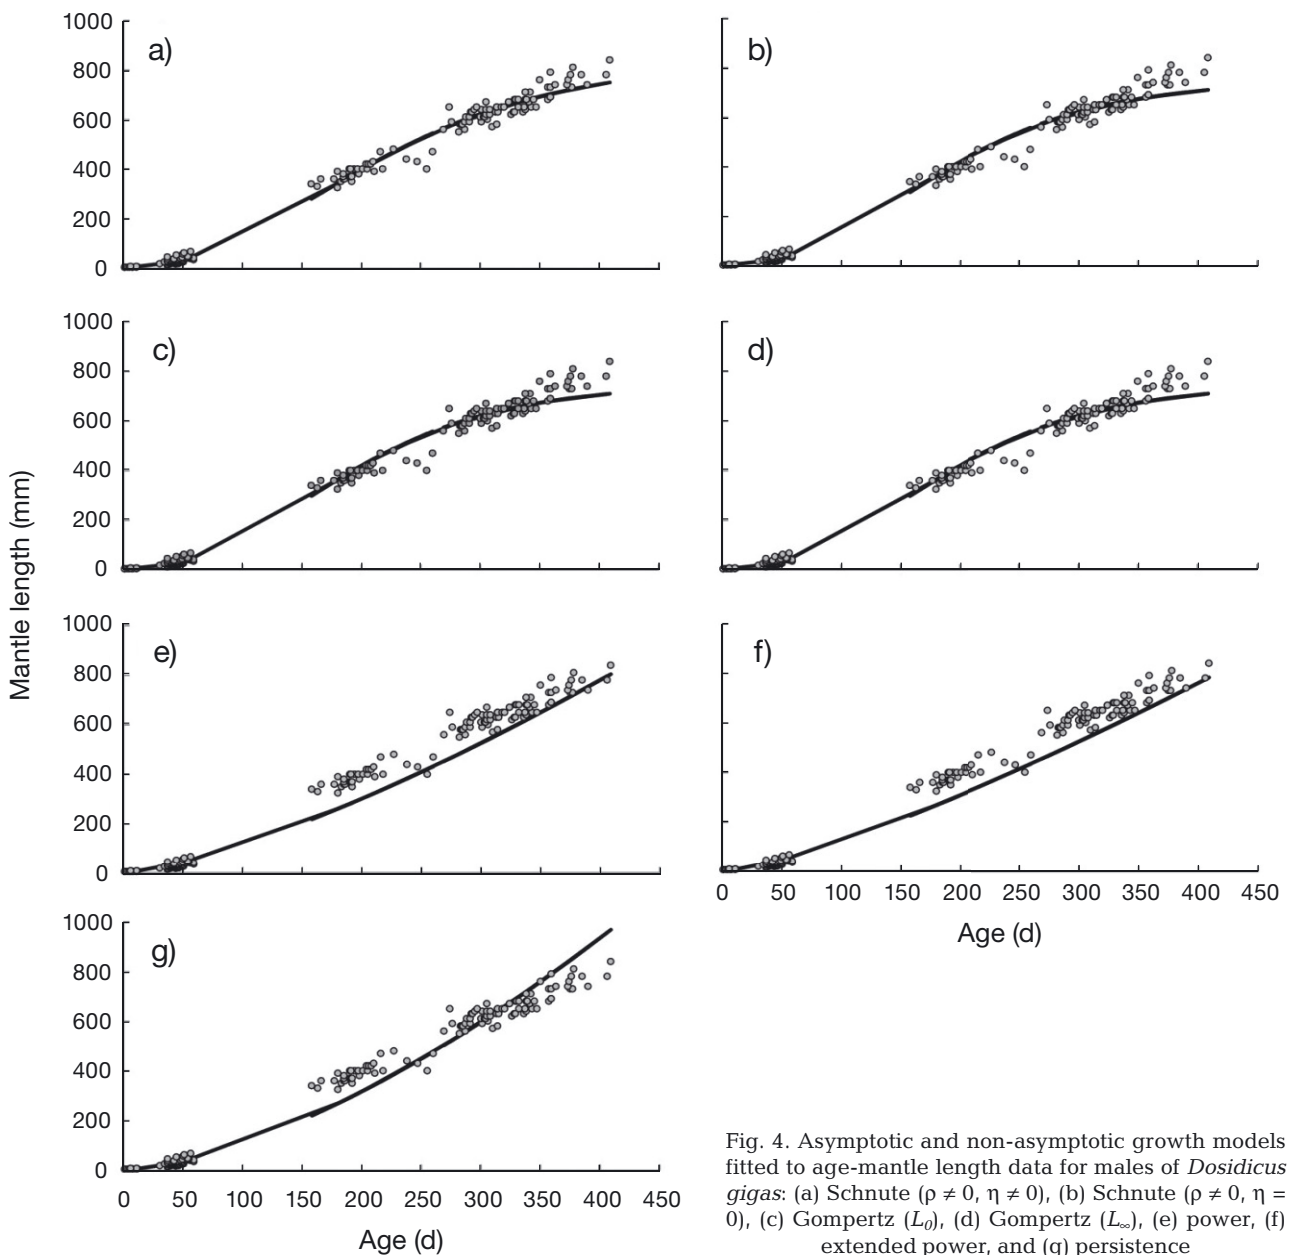 1000
800
600
400
200
0
a)
b)
1000
800
600
400
200
0
c)
d)
Mantle length (mm)
1000
800
600
400
200
0
e)
f)
0 50 100 150 200 250 300 350 400 450
Age (d)
1000
800
600
400
200
0
g)
0 50 100 150 200 250 300 350 400 450
Age (d)
Fig. 4. Asymptotic and non-asymptotic growth models
fitted to age-mantle length data for males of Dosidicus
gigas: (a) Schnute (ρ ≠ 0, η ≠ 0), (b) Schnute (ρ ≠ 0, η =
0), (c) Gompertz (L₀), (d) Gompertz (L∞), (e) power, (f)
extended power, and (g) persistence